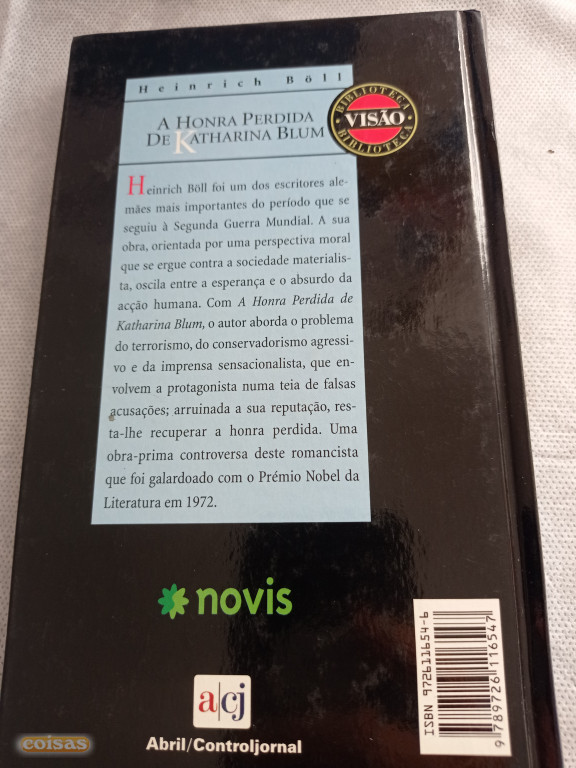 Heinrich Böll
A HONRA PERDIDA
DE KATHARINA BLUM
BIBLIOTECA
VISÃO
BIBLIOTECA
Heinrich Böll foi um dos escritores ale-
mães mais importantes do período que se
seguiu à Segunda Guerra Mundial. A sua
obra, orientada por uma perspectiva moral
que se ergue contra a sociedade materialis-
ta, oscila entre a esperança e o absurdo da
acção humana. Com A Honra Perdida de
Katharina Blum, o autor aborda o problema
do terrorismo, do conservadorismo agressi-
vo e da imprensa sensacionalista, que en-
volvem a protagonista numa teia de falsas
acusações; arruinada a sua reputação, res-
ta-lhe recuperar a honra perdida. Uma
obra-prima controversa deste romancista
que foi galardoado com o Prémio Nobel da
Literatura em 1972.
novis
a|cj
Abril/Controljornal
ISBN 972611654-6
9 789726 116547
coisas